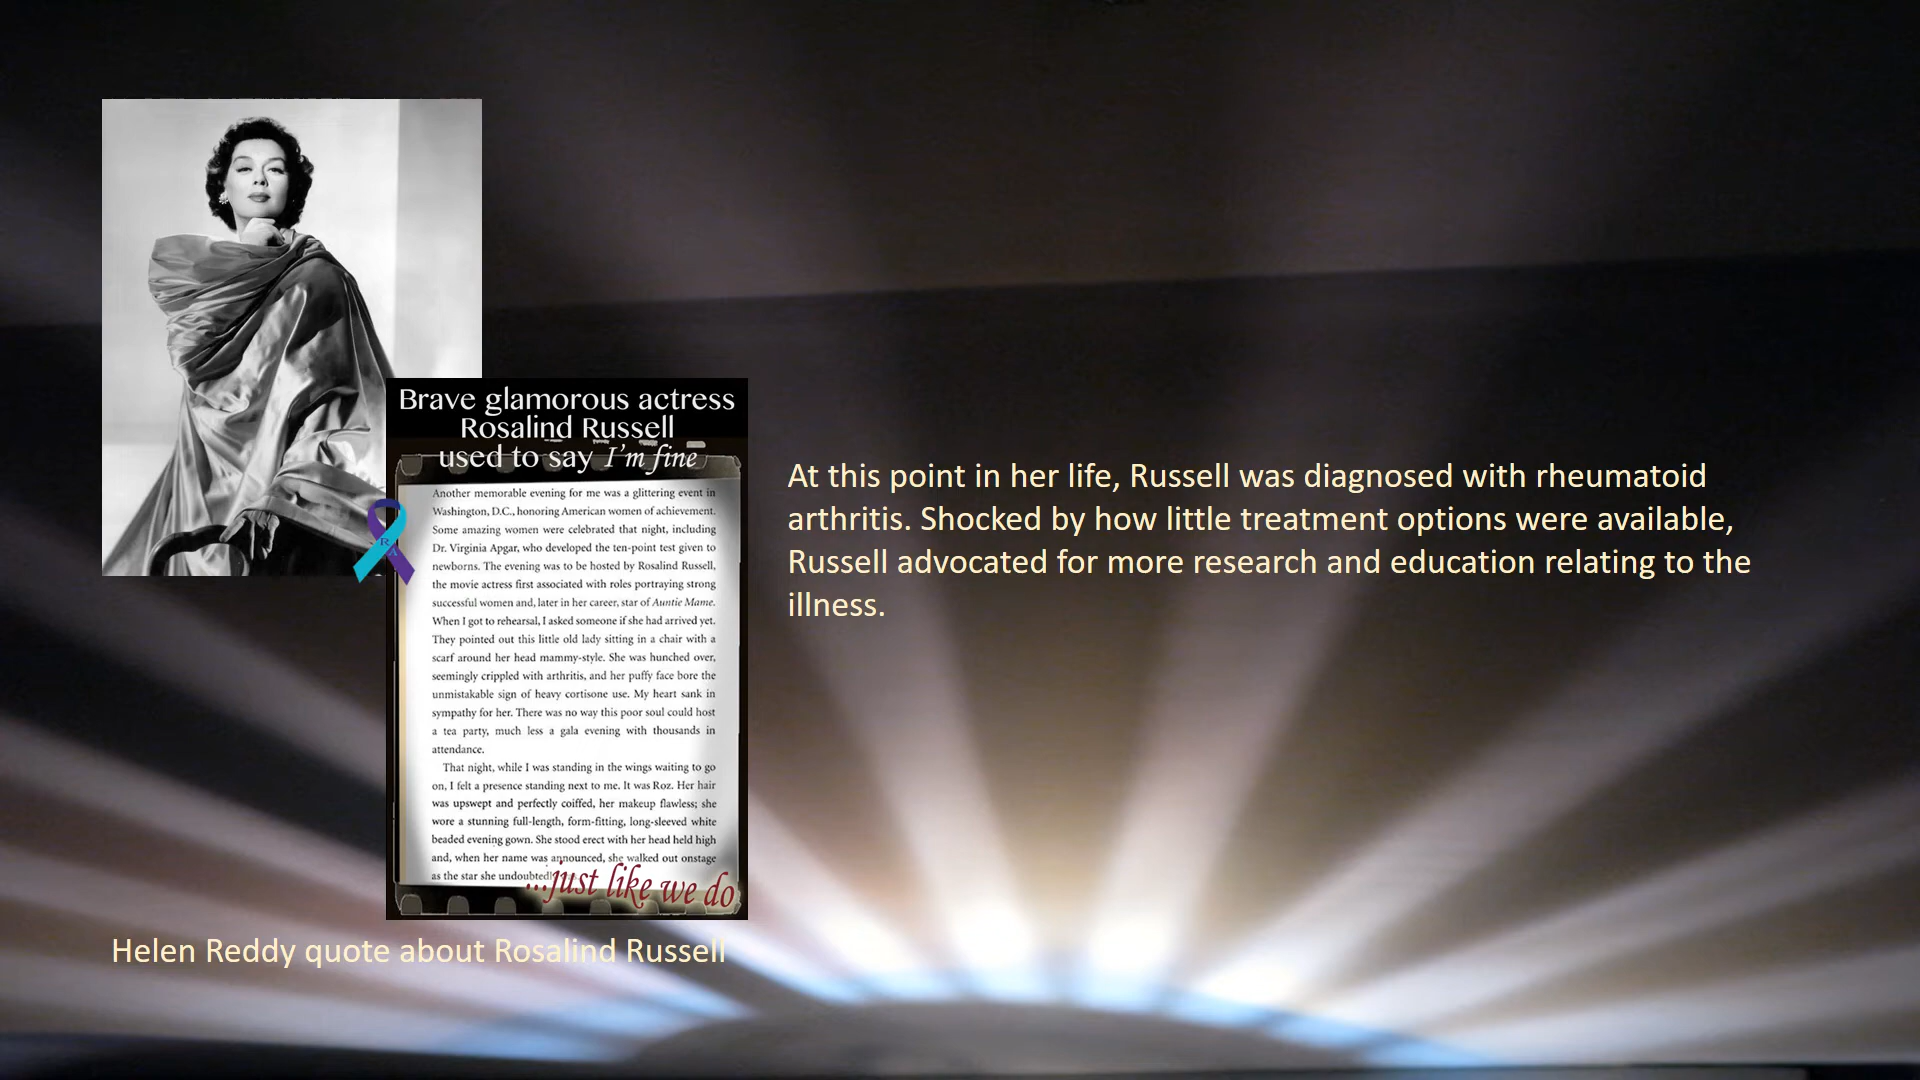 Brave glamorous actress
Rosalind Russell
used to say I'm fine
Another memorable evening for me was a glittering event in
Washington, D.C., honoring American women of achievement.
Some amazing women were celebrated that night, including
Dr. Virginia Apgar, who developed the ten-point test given to
newborns. The evening was to be hosted by Rosalind Russell,
the movie actress first associated with roles portraying strong
successful women and, later in her career, star of Auntie Mame.
When I got to rehearsal, I asked someone if she had arrived yet.
They pointed out this little old lady sitting in a chair with a
scarf around her head mammy-style. She was hunched over,
seemingly crippled with arthritis, and her puffy face bore the
unmistakable sign of heavy cortisone use. My heart sank in
sympathy for her. There was no way this poor soul could host
a tea party, much less a gala evening with thousands in
attendance.
That night, while I was standing in the wings waiting to go
on, I felt a presence standing next to me. It was Roz. Her hair
was upswept and perfectly coiffed, her makeup flawless; she
wore a stunning full-length, form-fitting, long-sleeved white
beaded evening gown. She stood erect with her head held high
and, when her name was announced, she walked out onstage
as the star she
...just like we do
RA
At this point in her life, Russell was diagnosed with rheumatoid
arthritis. Shocked by how little treatment options were available,
Russell advocated for more research and education relating to the
illness.
Helen Reddy quote about Rosalind Russell